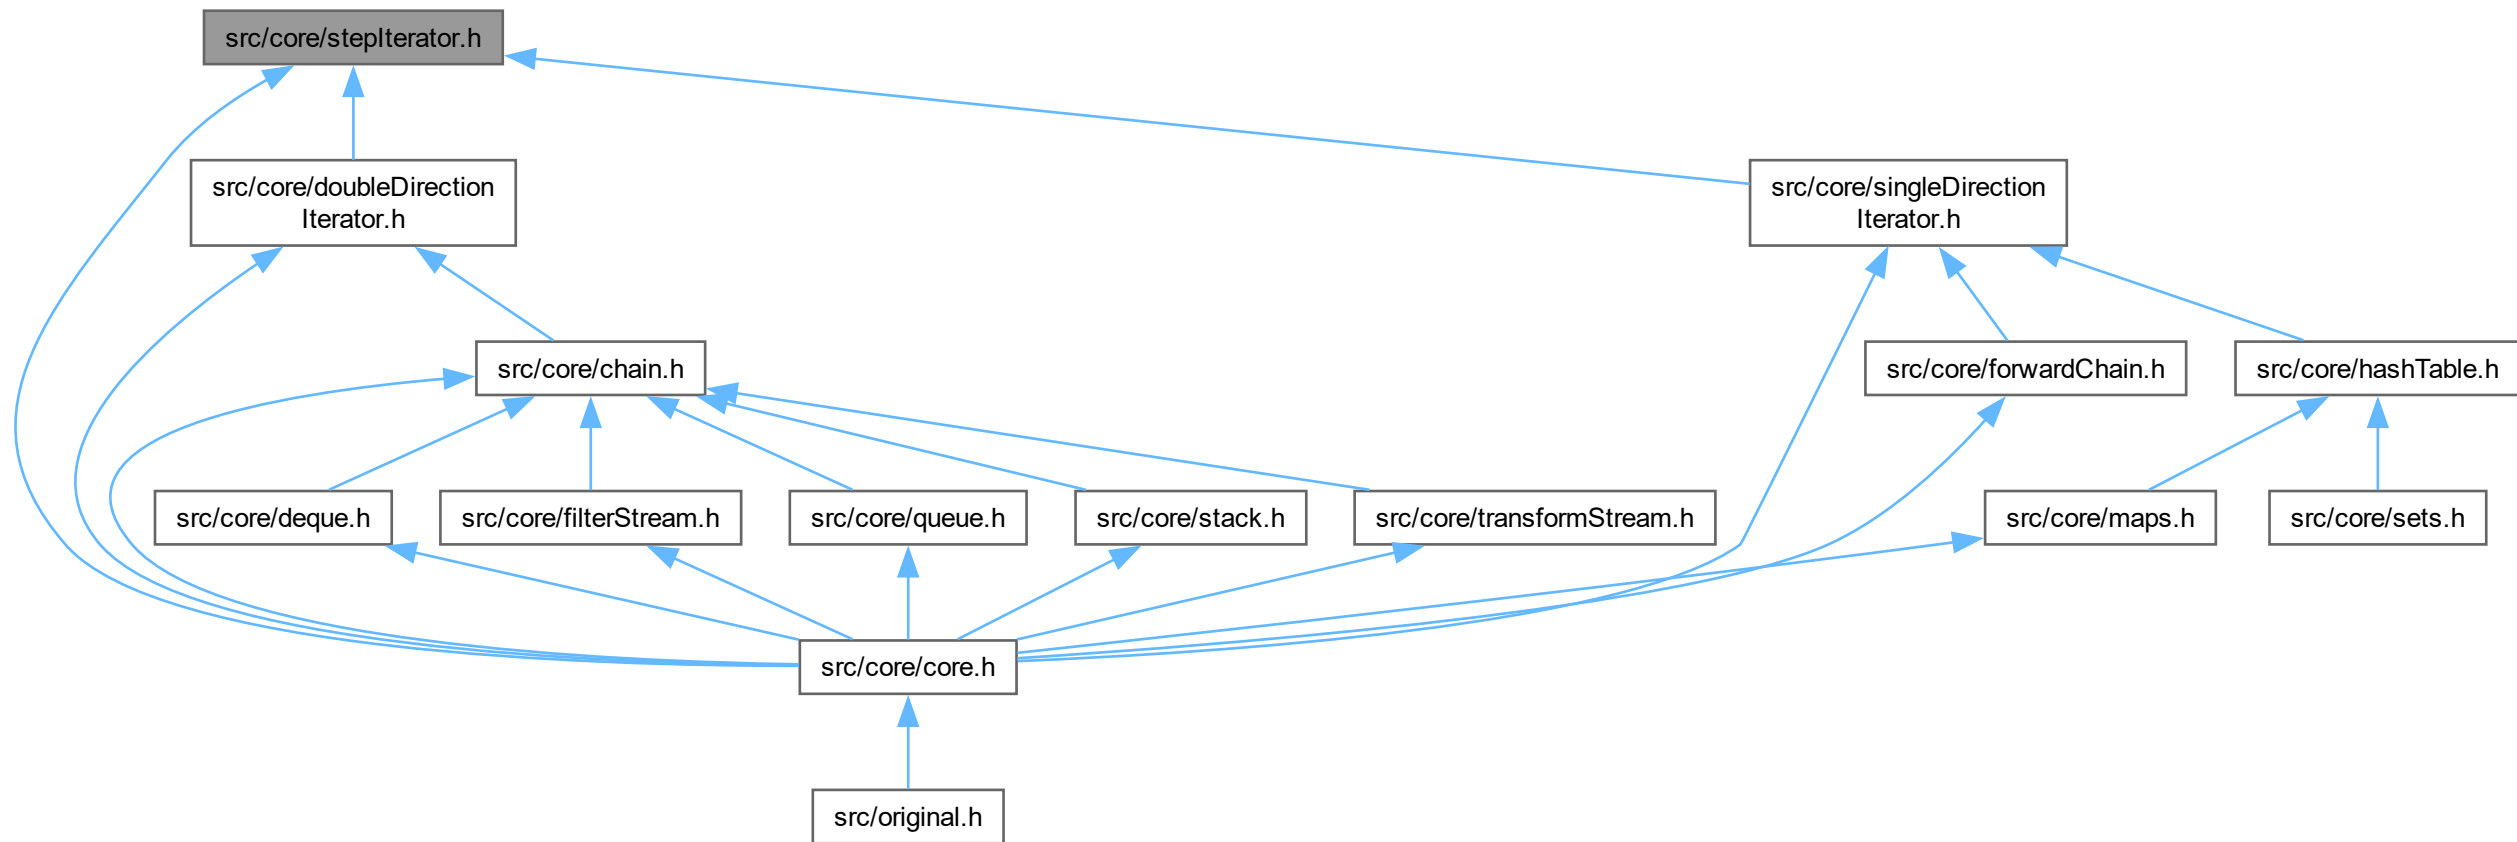 src/core/stepIterator.h
src/core/doubleDirection
Iterator.h
src/core/singleDirection
Iterator.h
src/core/chain.h
src/core/forwardChain.h
src/core/hashTable.h
src/core/deque.h
src/core/filterStream.h
src/core/queue.h
src/core/stack.h
src/core/transformStream.h
src/core/maps.h
src/core/sets.h
src/core/core.h
src/original.h